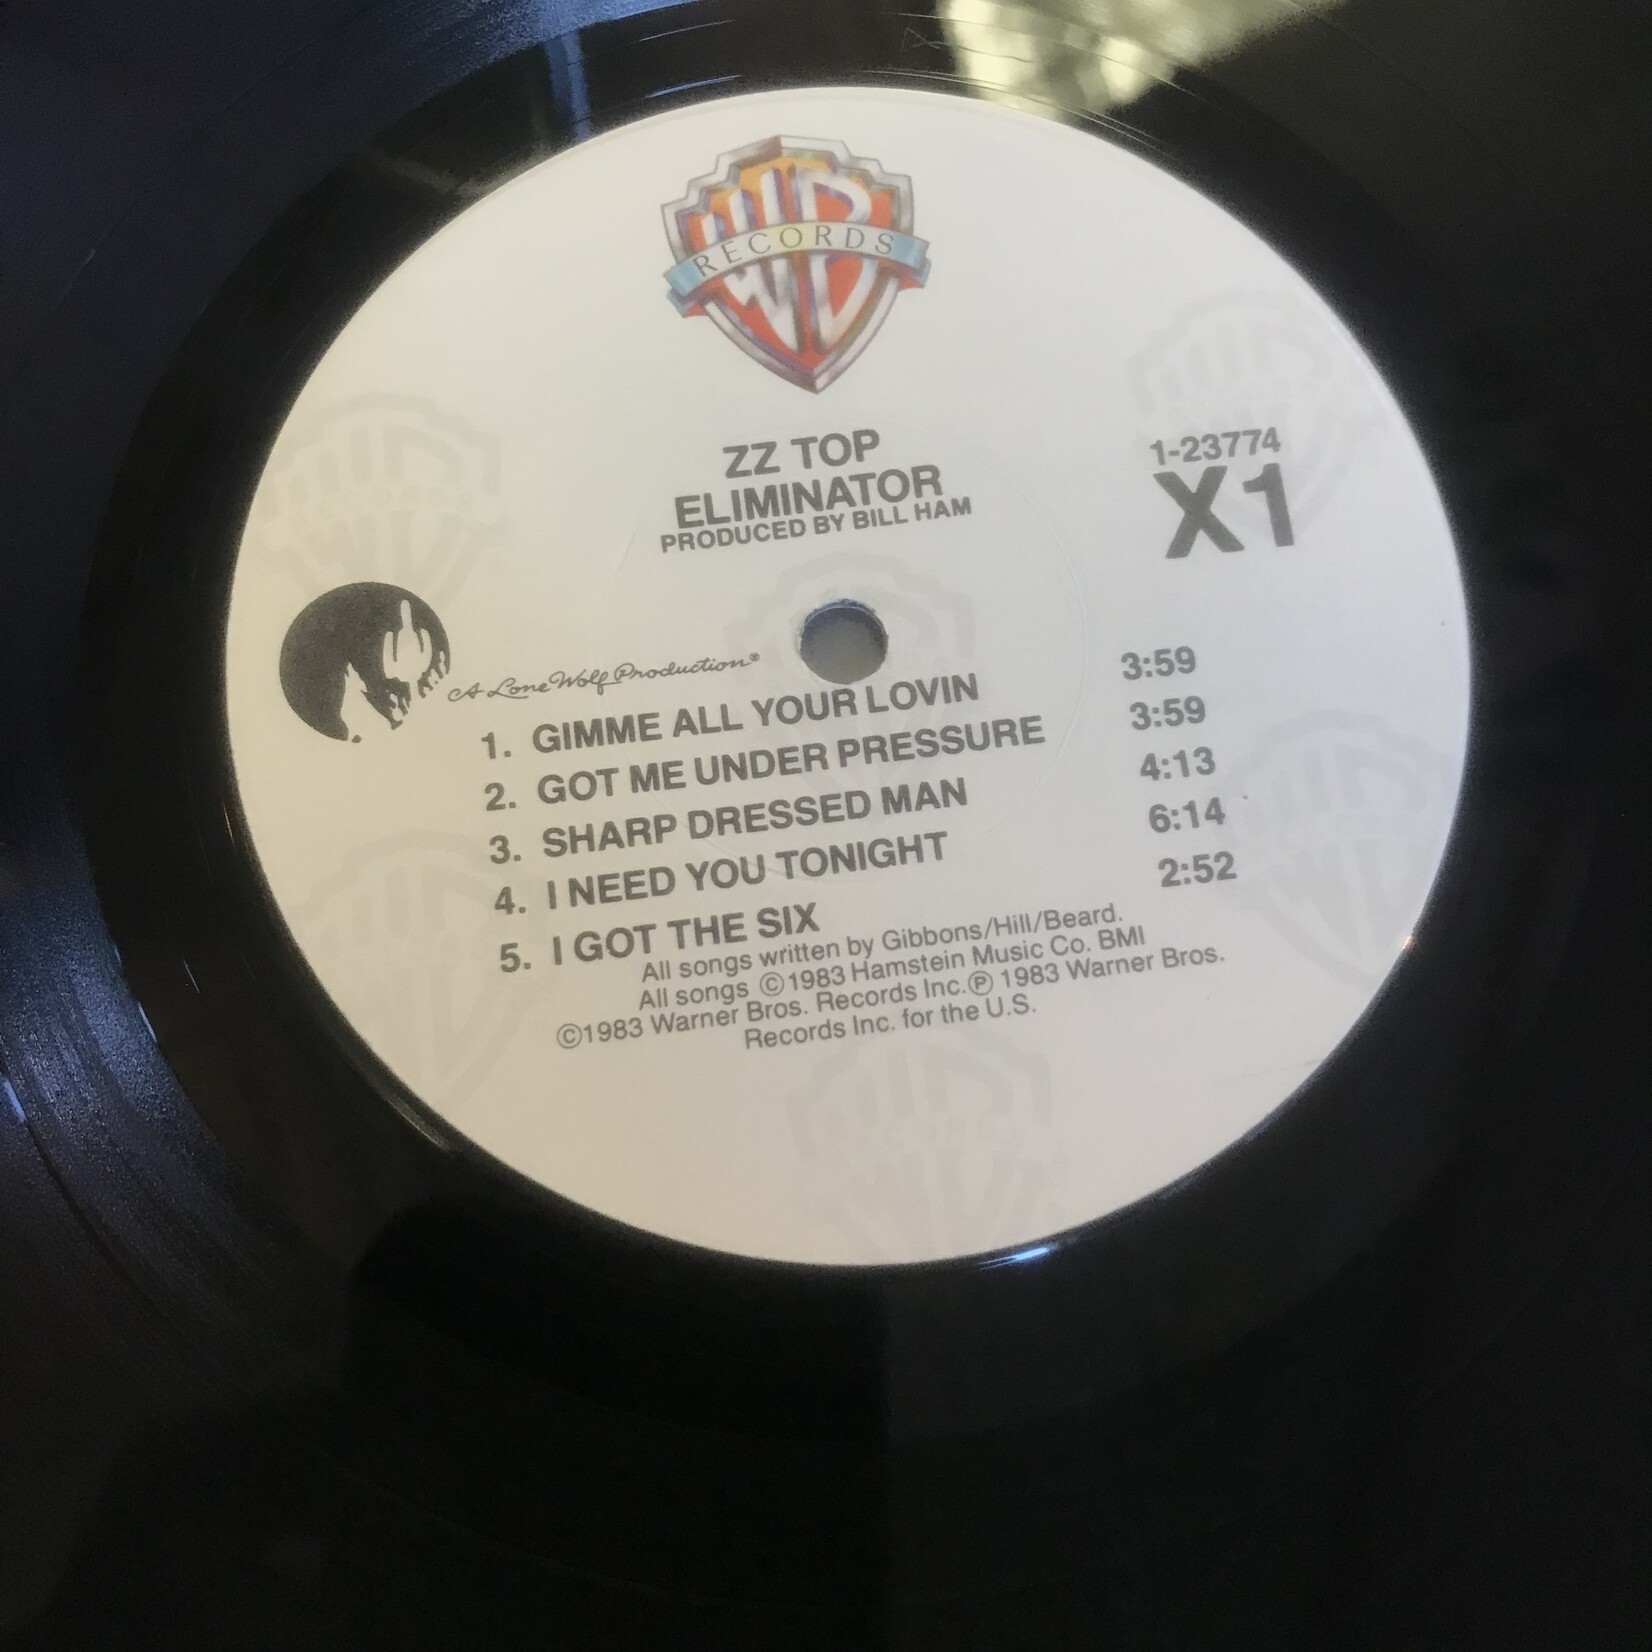 WB
RECORDS
ZZ TOP
ELIMINATOR
PRODUCED BY BILL HAM
1-23774
X1
A Lone Wolf Production®
1. GIMME ALL YOUR LOVIN 3:59
2. GOT ME UNDER PRESSURE 3:59
3. SHARP DRESSED MAN 4:13
4. I NEED YOU TONIGHT 6:14
5. I GOT THE SIX 2:52
All songs written by Gibbons/Hill/Beard.
All songs ©1983 Hamstein Music Co. BMI
©1983 Warner Bros. Records Inc.℗ 1983 Warner Bros.
Records Inc. for the U.S.